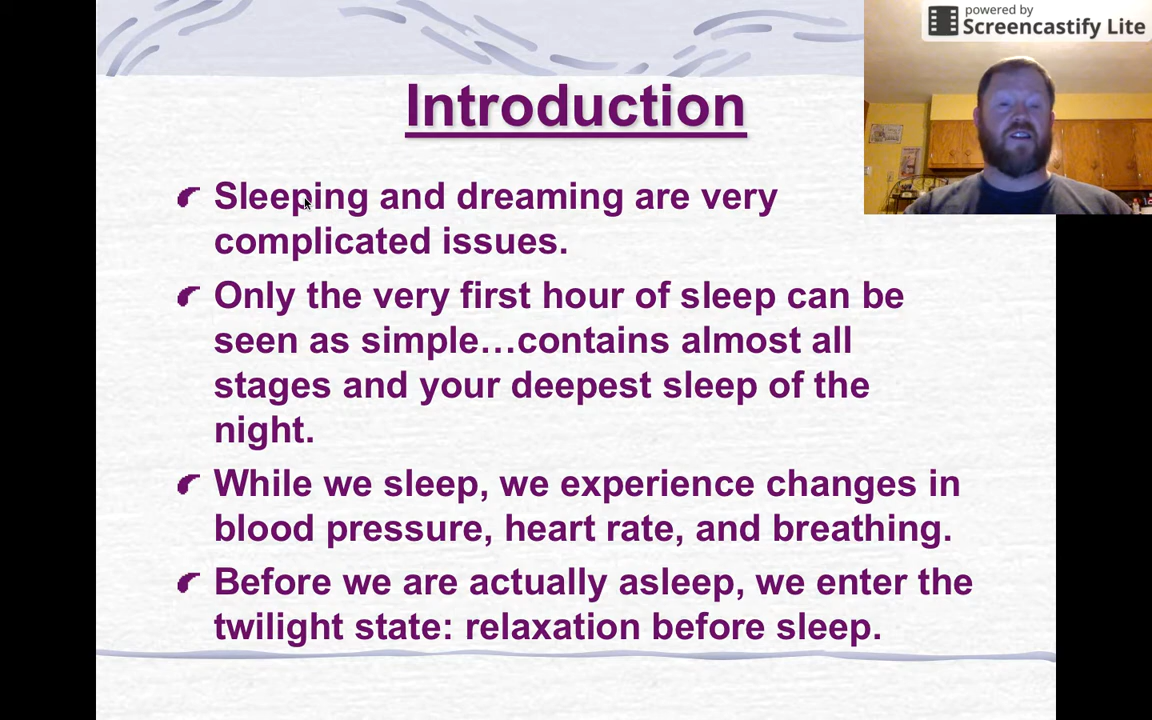 powered by
Screencastify Lite
Introduction
Sleeping and dreaming are very
complicated issues.
Only the very first hour of sleep can be
seen as simple…contains almost all
stages and your deepest sleep of the
night.
While we sleep, we experience changes in
blood pressure, heart rate, and breathing.
Before we are actually asleep, we enter the
twilight state: relaxation before sleep.